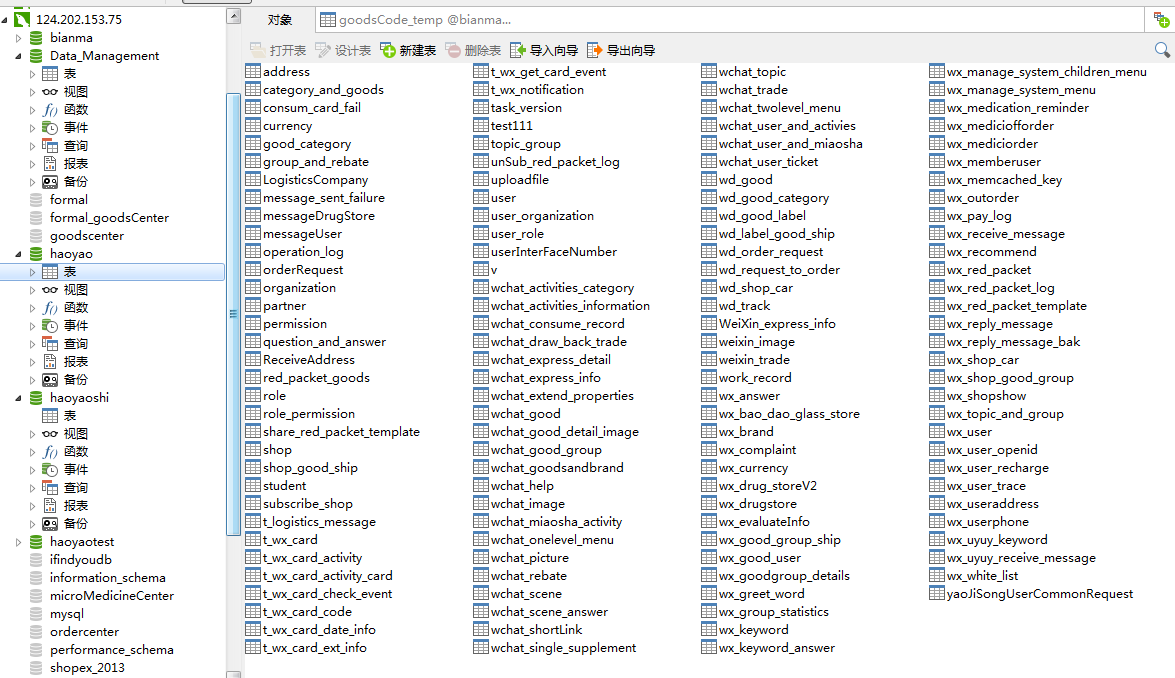 124.202.153.75
bianma
Data_Management
表
视图
函数
事件
查询
报表
备份
formal
formal_goodsCenter
goodscenter
haoyao
表
视图
函数
事件
查询
报表
备份
haoyaoshi
表
视图
函数
事件
查询
报表
备份
haoyaotest
ifindyoudb
information_schema
microMedicineCenter
mysql
ordercenter
performance_schema
shopex_2013
对象 goodsCode_temp @bianma...
打开表 设计表 新建表 删除表 导入向导 导出向导
address
category_and_goods
consum_card_fail
currency
good_category
group_and_rebate
LogisticsCompany
message_sent_failure
messageDrugStore
messageUser
operation_log
orderRequest
organization
partner
permission
question_and_answer
ReceiveAddress
red_packet_goods
role
role_permission
share_red_packet_template
shop
shop_good_ship
student
subscribe_shop
t_logistics_message
t_wx_card
t_wx_card_activity
t_wx_card_activity_card
t_wx_card_check_event
t_wx_card_code
t_wx_card_date_info
t_wx_card_ext_info
t_wx_get_card_event
t_wx_notification
task_version
test111
topic_group
unSub_red_packet_log
uploadfile
user
user_organization
user_role
userInterFaceNumber
v
wchat_activities_category
wchat_activities_information
wchat_consume_record
wchat_draw_back_trade
wchat_express_detail
wchat_express_info
wchat_extend_properties
wchat_good
wchat_good_detail_image
wchat_good_group
wchat_goodsandbrand
wchat_help
wchat_image
wchat_miaosha_activity
wchat_onelevel_menu
wchat_picture
wchat_rebate
wchat_scene
wchat_scene_answer
wchat_shortLink
wchat_single_supplement
wchat_topic
wchat_trade
wchat_twolevel_menu
wchat_user_and_activies
wchat_user_and_miaosha
wchat_user_ticket
wd_good
wd_good_category
wd_good_label
wd_label_good_ship
wd_order_request
wd_request_to_order
wd_shop_car
wd_track
WeiXin_express_info
weixin_image
weixin_trade
work_record
wx_answer
wx_bao_dao_glass_store
wx_brand
wx_complaint
wx_currency
wx_drug_storeV2
wx_drugstore
wx_evaluateInfo
wx_good_group_ship
wx_good_user
wx_goodgroup_details
wx_greet_word
wx_group_statistics
wx_keyword
wx_keyword_answer
wx_manage_system_children_menu
wx_manage_system_menu
wx_medication_reminder
wx_mediciofforder
wx_mediciorder
wx_memberuser
wx_memcached_key
wx_outorder
wx_pay_log
wx_receive_message
wx_recommend
wx_red_packet
wx_red_packet_log
wx_red_packet_template
wx_reply_message
wx_reply_message_bak
wx_shop_car
wx_shop_good_group
wx_shopshow
wx_topic_and_group
wx_user
wx_user_openid
wx_user_recharge
wx_user_trace
wx_useraddress
wx_userphone
wx_uyuy_keyword
wx_uyuy_receive_message
wx_white_list
yaoJiSongUserCommonRequest